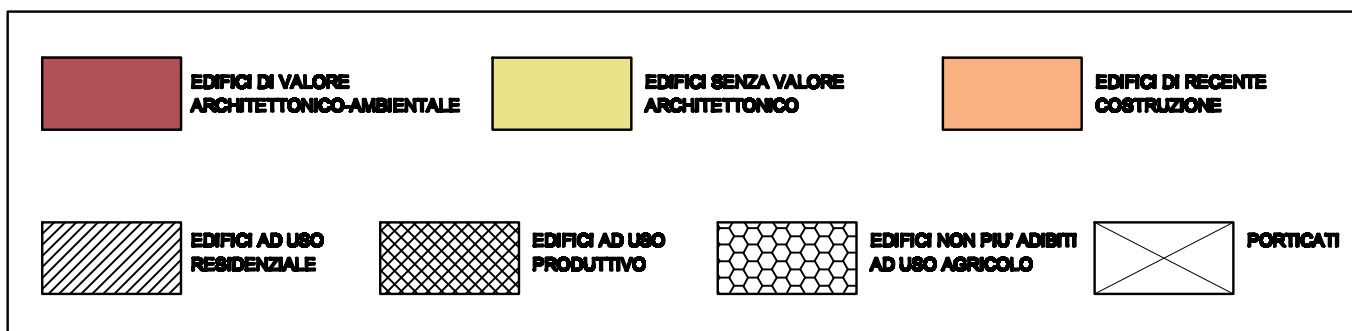 EDIFICI DI VALORE
ARCHITETTONICO-AMBIENTALE
EDIFICI SENZA VALORE
ARCHITETTONICO
EDIFICI DI RECENTE
COSTRUZIONE
EDIFICI AD USO
RESIDENZIALE
EDIFICI AD USO
PRODUTTIVO
EDIFICI NON PIU' ADIBITI
AD USO AGRICOLO
PORTICATI